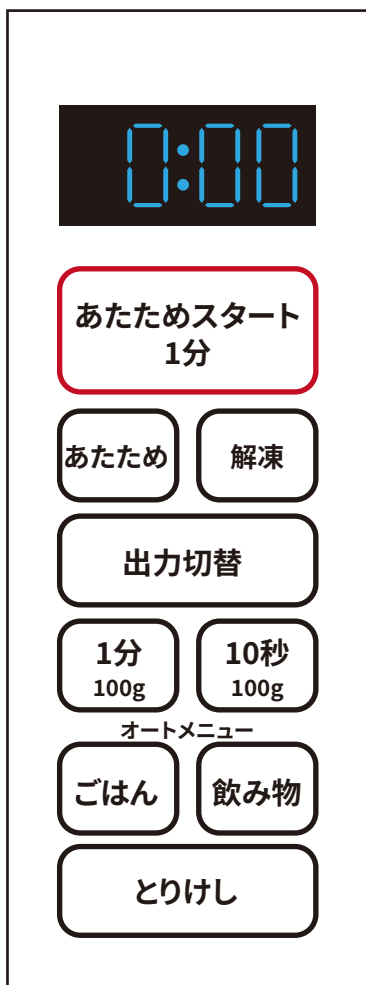 0:00
あたためスタート
1分
あたため
解凍
出力切替
1分
100g
10秒
100g
オートメニュー
ごはん
飲み物
とりけし